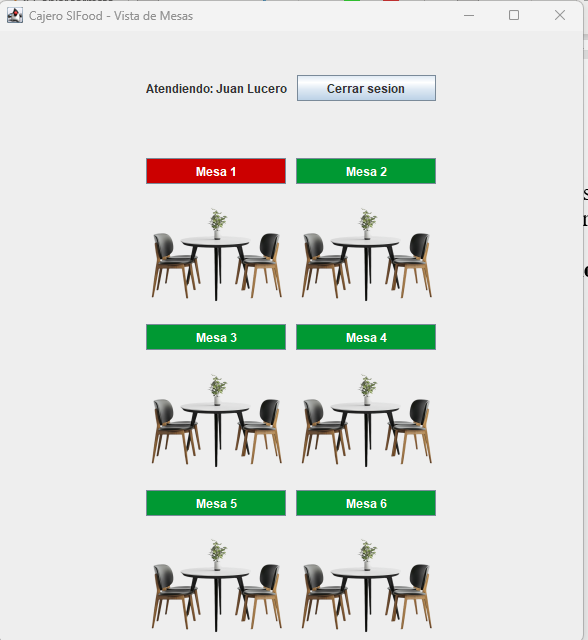 Cajero SIFood - Vista de Mesas
Atendiendo: Juan Lucero Cerrar sesion
Mesa 1 Mesa 2
Mesa 3 Mesa 4
Mesa 5 Mesa 6